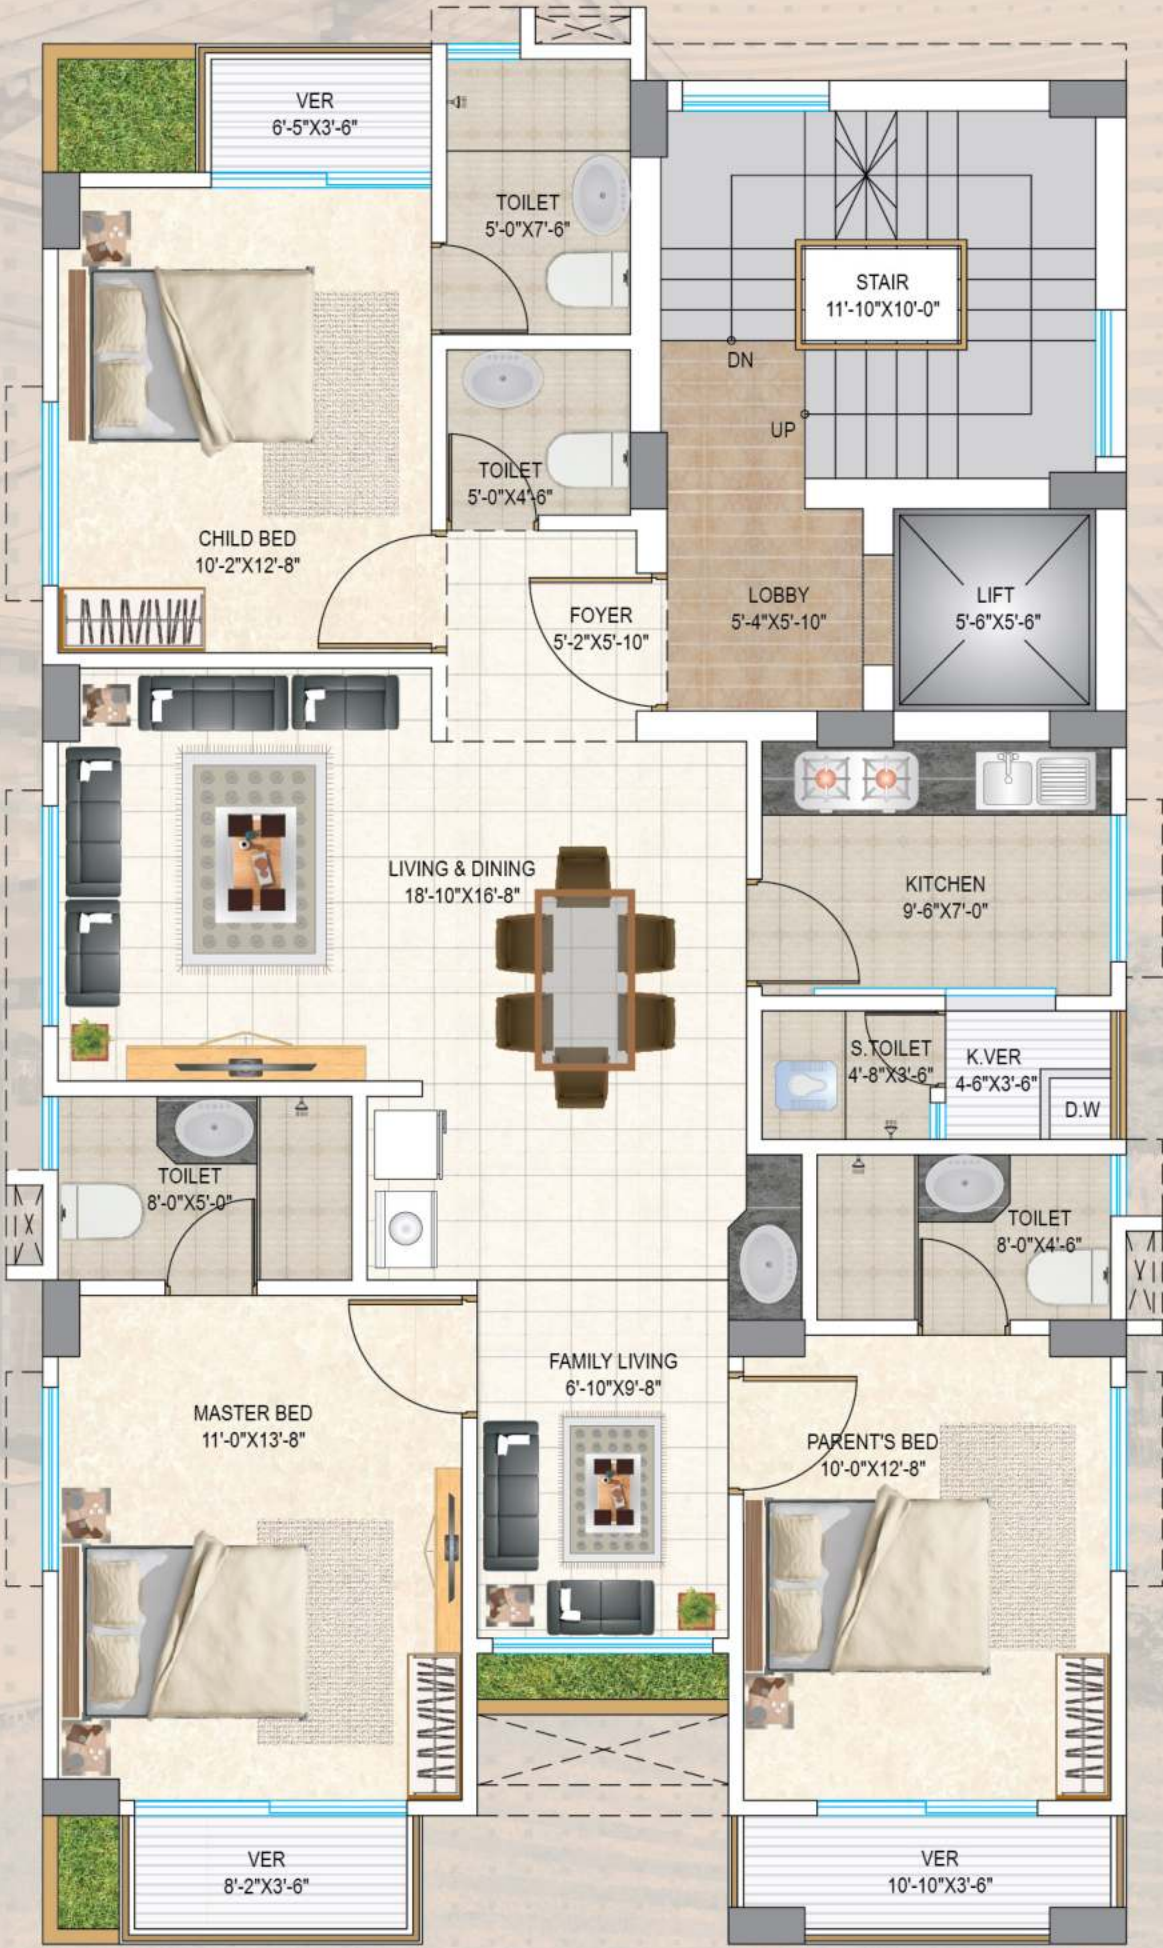 VER
6'-5"X3'-6"
TOILET
5'-0"X7'-6"
STAIR
11'-10"X10'-0"
DN
UP
TOILET
5'-0"X4'-6"
CHILD BED
10'-2"X12'-8"
FOYER
5'-2"X5'-10"
LOBBY
5'-4"X5'-10"
LIFT
5'-6"X5'-6"
LIVING & DINING
18'-10"X16'-8"
KITCHEN
9'-6"X7'-0"
S.TOILET
4'-8"X3'-6"
K.VER
4-6"X3'-6"
D.W
TOILET
8'-0"X5'-0"
TOILET
8'-0"X4'-6"
FAMILY LIVING
6'-10"X9'-8"
MASTER BED
11'-0"X13'-8"
PARENT'S BED
10'-0"X12'-8"
VER
8'-2"X3'-6"
VER
10'-10"X3'-6"